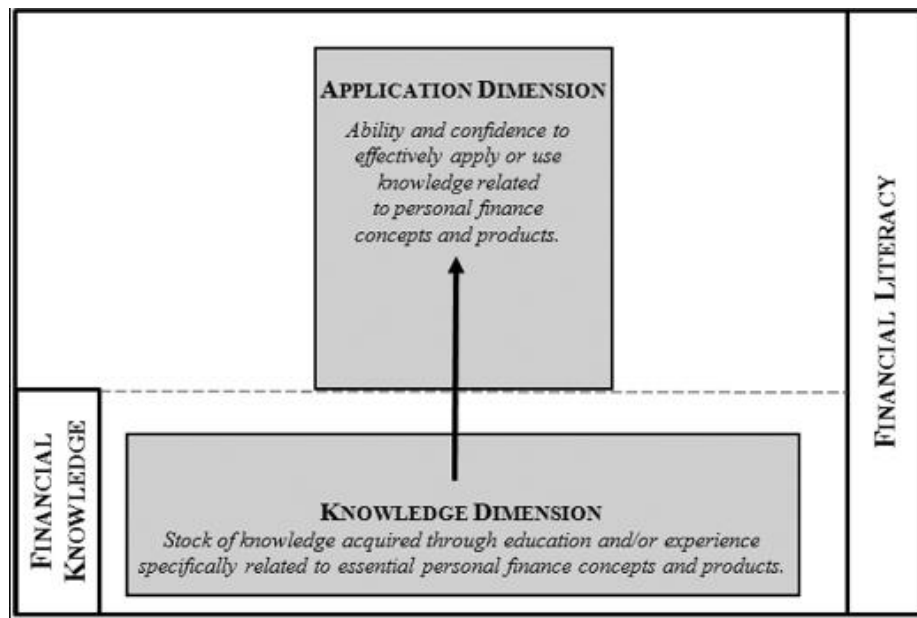 APPLICATION DIMENSION
Ability and confidence to
effectively apply or use
knowledge related
to personal finance
concepts and products.
FINANCIAL LITERACY
FINANCIAL
KNOWLEDGE
KNOWLEDGE DIMENSION
Stock of knowledge acquired through education and/or experience
specifically related to essential personal finance concepts and products.